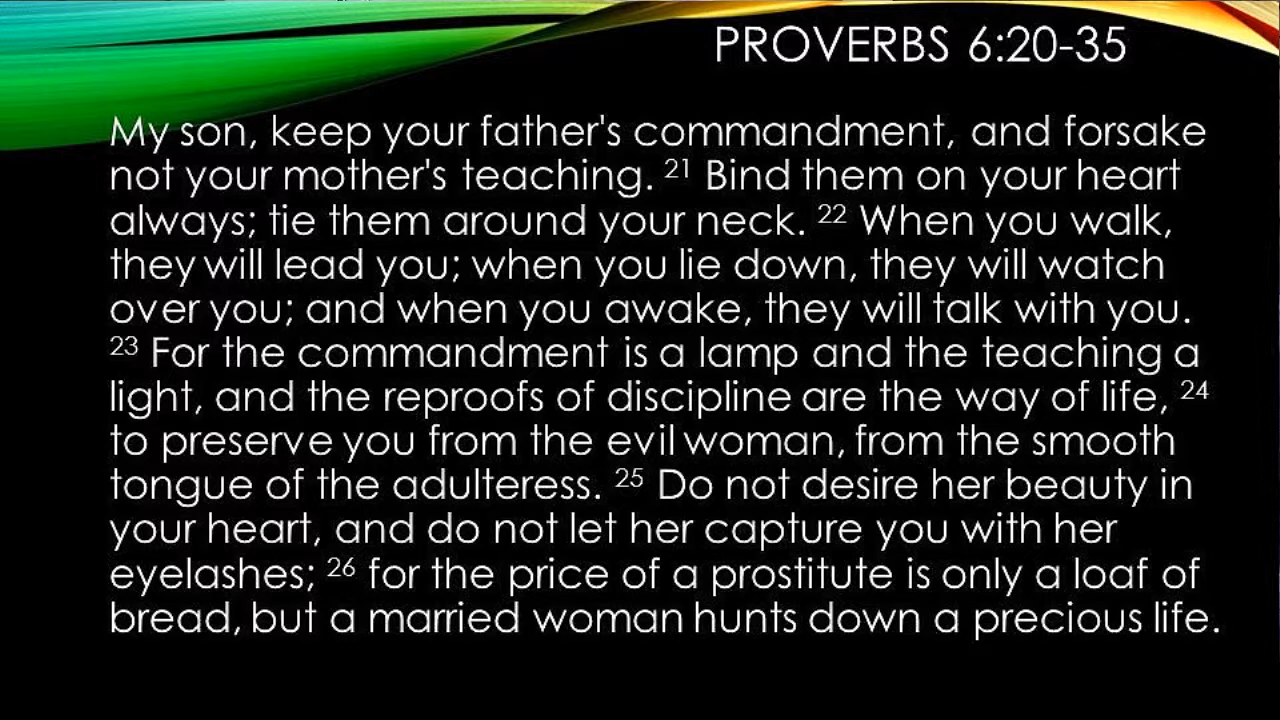 PROVERBS 6:20-35
My son, keep your father's commandment, and forsake
not your mother's teaching. 21 Bind them on your heart
always; tie them around your neck. 22 When you walk,
they will lead you; when you lie down, they will watch
over you; and when you awake, they will talk with you.
23 For the commandment is a lamp and the teaching a
light, and the reproofs of discipline are the way of life, 24
to preserve you from the evil woman, from the smooth
tongue of the adulteress. 25 Do not desire her beauty in
your heart, and do not let her capture you with her
eyelashes; 26 for the price of a prostitute is only a loaf of
bread, but a married woman hunts down a precious life.